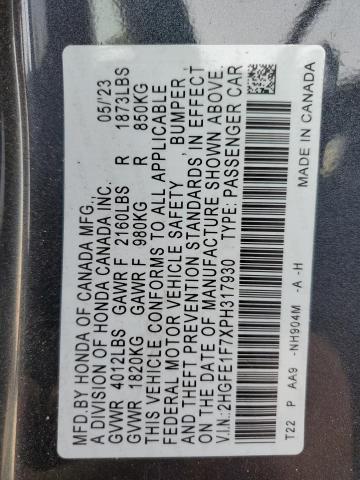 MFD.BY HONDA OF CANADA MFG., 05/'23
A DIVISION OF HONDA CANADA INC.
GVWR 4012LBS GAWR F 2160LBS R 1873LBS
GVWR 1820KG GAWR F 980KG R 850KG
THIS VEHICLE CONFORMS TO ALL APPLICABLE
FEDERAL MOTOR VEHICLE SAFETY BUMPER,
AND THEFT PREVENTION STANDARDS, IN EFFECT
ON THE DATE OF MANUFACTURE SHOWN ABOVE.
V.I.N.:2HGFE1F7XPH317930 TYPE:PASSENGER CAR
T22 P AA9 -NH904M -A -H MADE IN CANADA